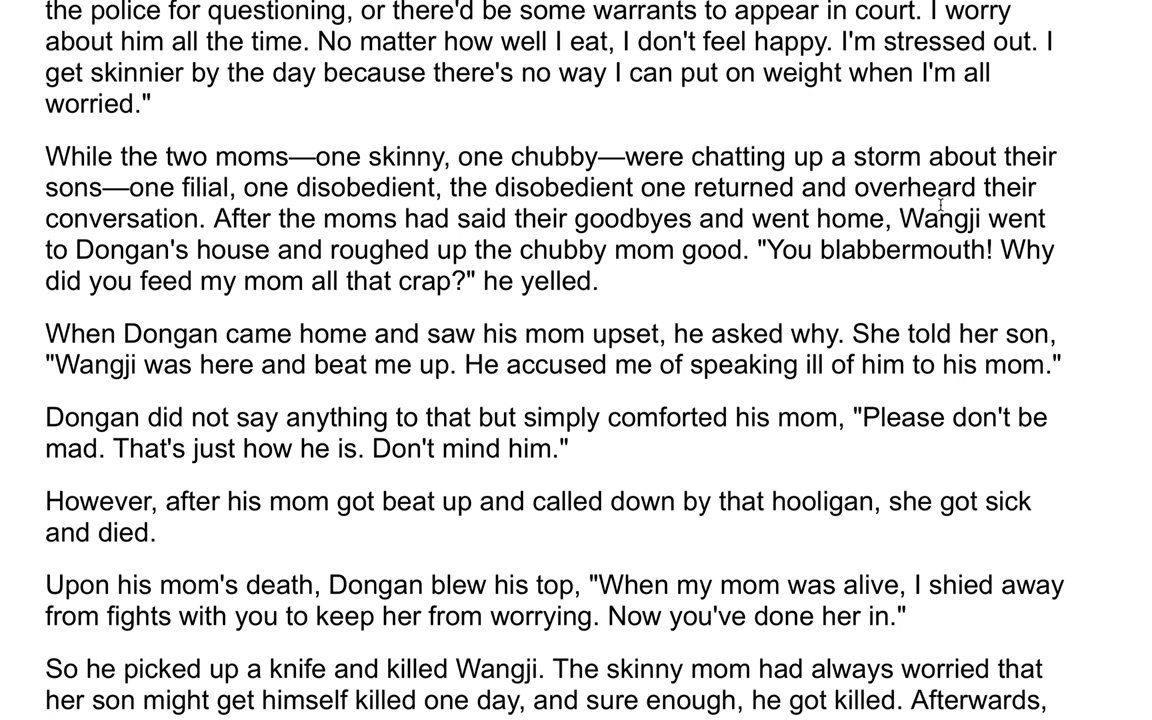 the police for questioning, or there'd be some warrants to appear in court. I worry
about him all the time. No matter how well I eat, I don't feel happy. I'm stressed out. I
get skinnier by the day because there's no way I can put on weight when I'm all
worried."
While the two moms—one skinny, one chubby—were chatting up a storm about their
sons—one filial, one disobedient, the disobedient one returned and overheard their
conversation. After the moms had said their goodbyes and went home, Wangji went
to Dongan's house and roughed up the chubby mom good. "You blabbermouth! Why
did you feed my mom all that crap?" he yelled.
When Dongan came home and saw his mom upset, he asked why. She told her son,
"Wangji was here and beat me up. He accused me of speaking ill of him to his mom."
Dongan did not say anything to that but simply comforted his mom, "Please don't be
mad. That's just how he is. Don't mind him."
However, after his mom got beat up and called down by that hooligan, she got sick
and died.
Upon his mom's death, Dongan blew his top, "When my mom was alive, I shied away
from fights with you to keep her from worrying. Now you've done her in."
So he picked up a knife and killed Wangji. The skinny mom had always worried that
her son might get himself killed one day, and sure enough, he got killed. Afterwards,